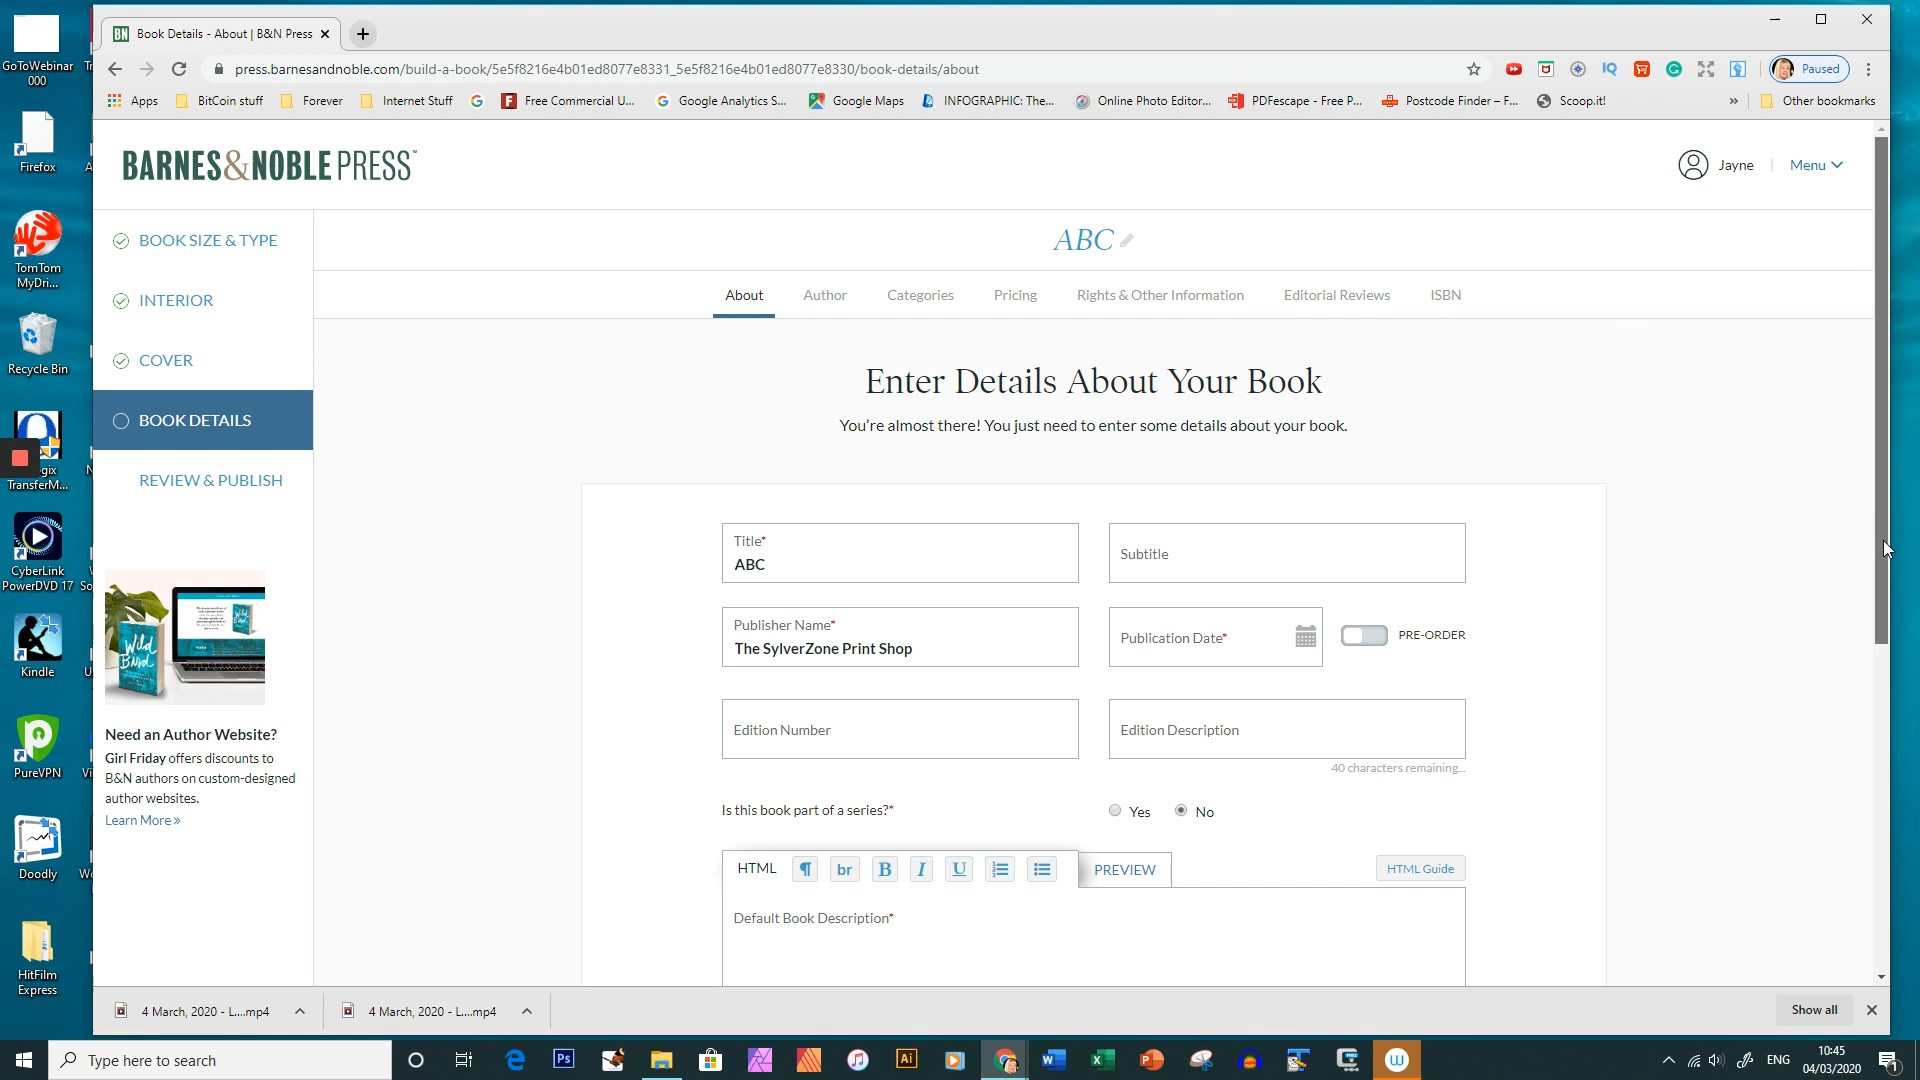 Book Details - About | B&N Press
press.barnesandnoble.com/build-a-book/5e5f8216e4b01ed8077e8331_5e5f8216e4b01ed8077e8330/book-details/about
Paused
Apps
BitCoin stuff
Forever
Internet Stuff
Free Commercial U...
Google Analytics S...
Google Maps
INFOGRAPHIC: The...
Online Photo Editor...
PDFescape - Free P...
Postcode Finder – F...
Scoop.it!
»
Other bookmarks
BARNES&NOBLE PRESS™
Jayne
Menu
BOOK SIZE & TYPE
INTERIOR
COVER
BOOK DETAILS
REVIEW & PUBLISH
ABC
About
Author
Categories
Pricing
Rights & Other Information
Editorial Reviews
ISBN
Enter Details About Your Book
You're almost there! You just need to enter some details about your book.
Title*
ABC
Subtitle
Publisher Name*
The SylverZone Print Shop
Publication Date*
PRE-ORDER
Edition Number
Edition Description
40 characters remaining...
Is this book part of a series?*
Yes
No
HTML
¶
br
B
I
U
PREVIEW
HTML Guide
Default Book Description*
Wild Bird
Need an Author Website?
Girl Friday offers discounts to
B&N authors on custom-designed
author websites.
Learn More »
GoToWebinar
000
Firefox
TomTom
MyDri...
Recycle Bin
TransferM...
CyberLink
PowerDVD 17
Kindle
PureVPN
Doodly
HitFilm
Express
4 March, 2020 - L....mp4
4 March, 2020 - L....mp4
Show all
Type here to search
ENG
10:45
04/03/2020
1